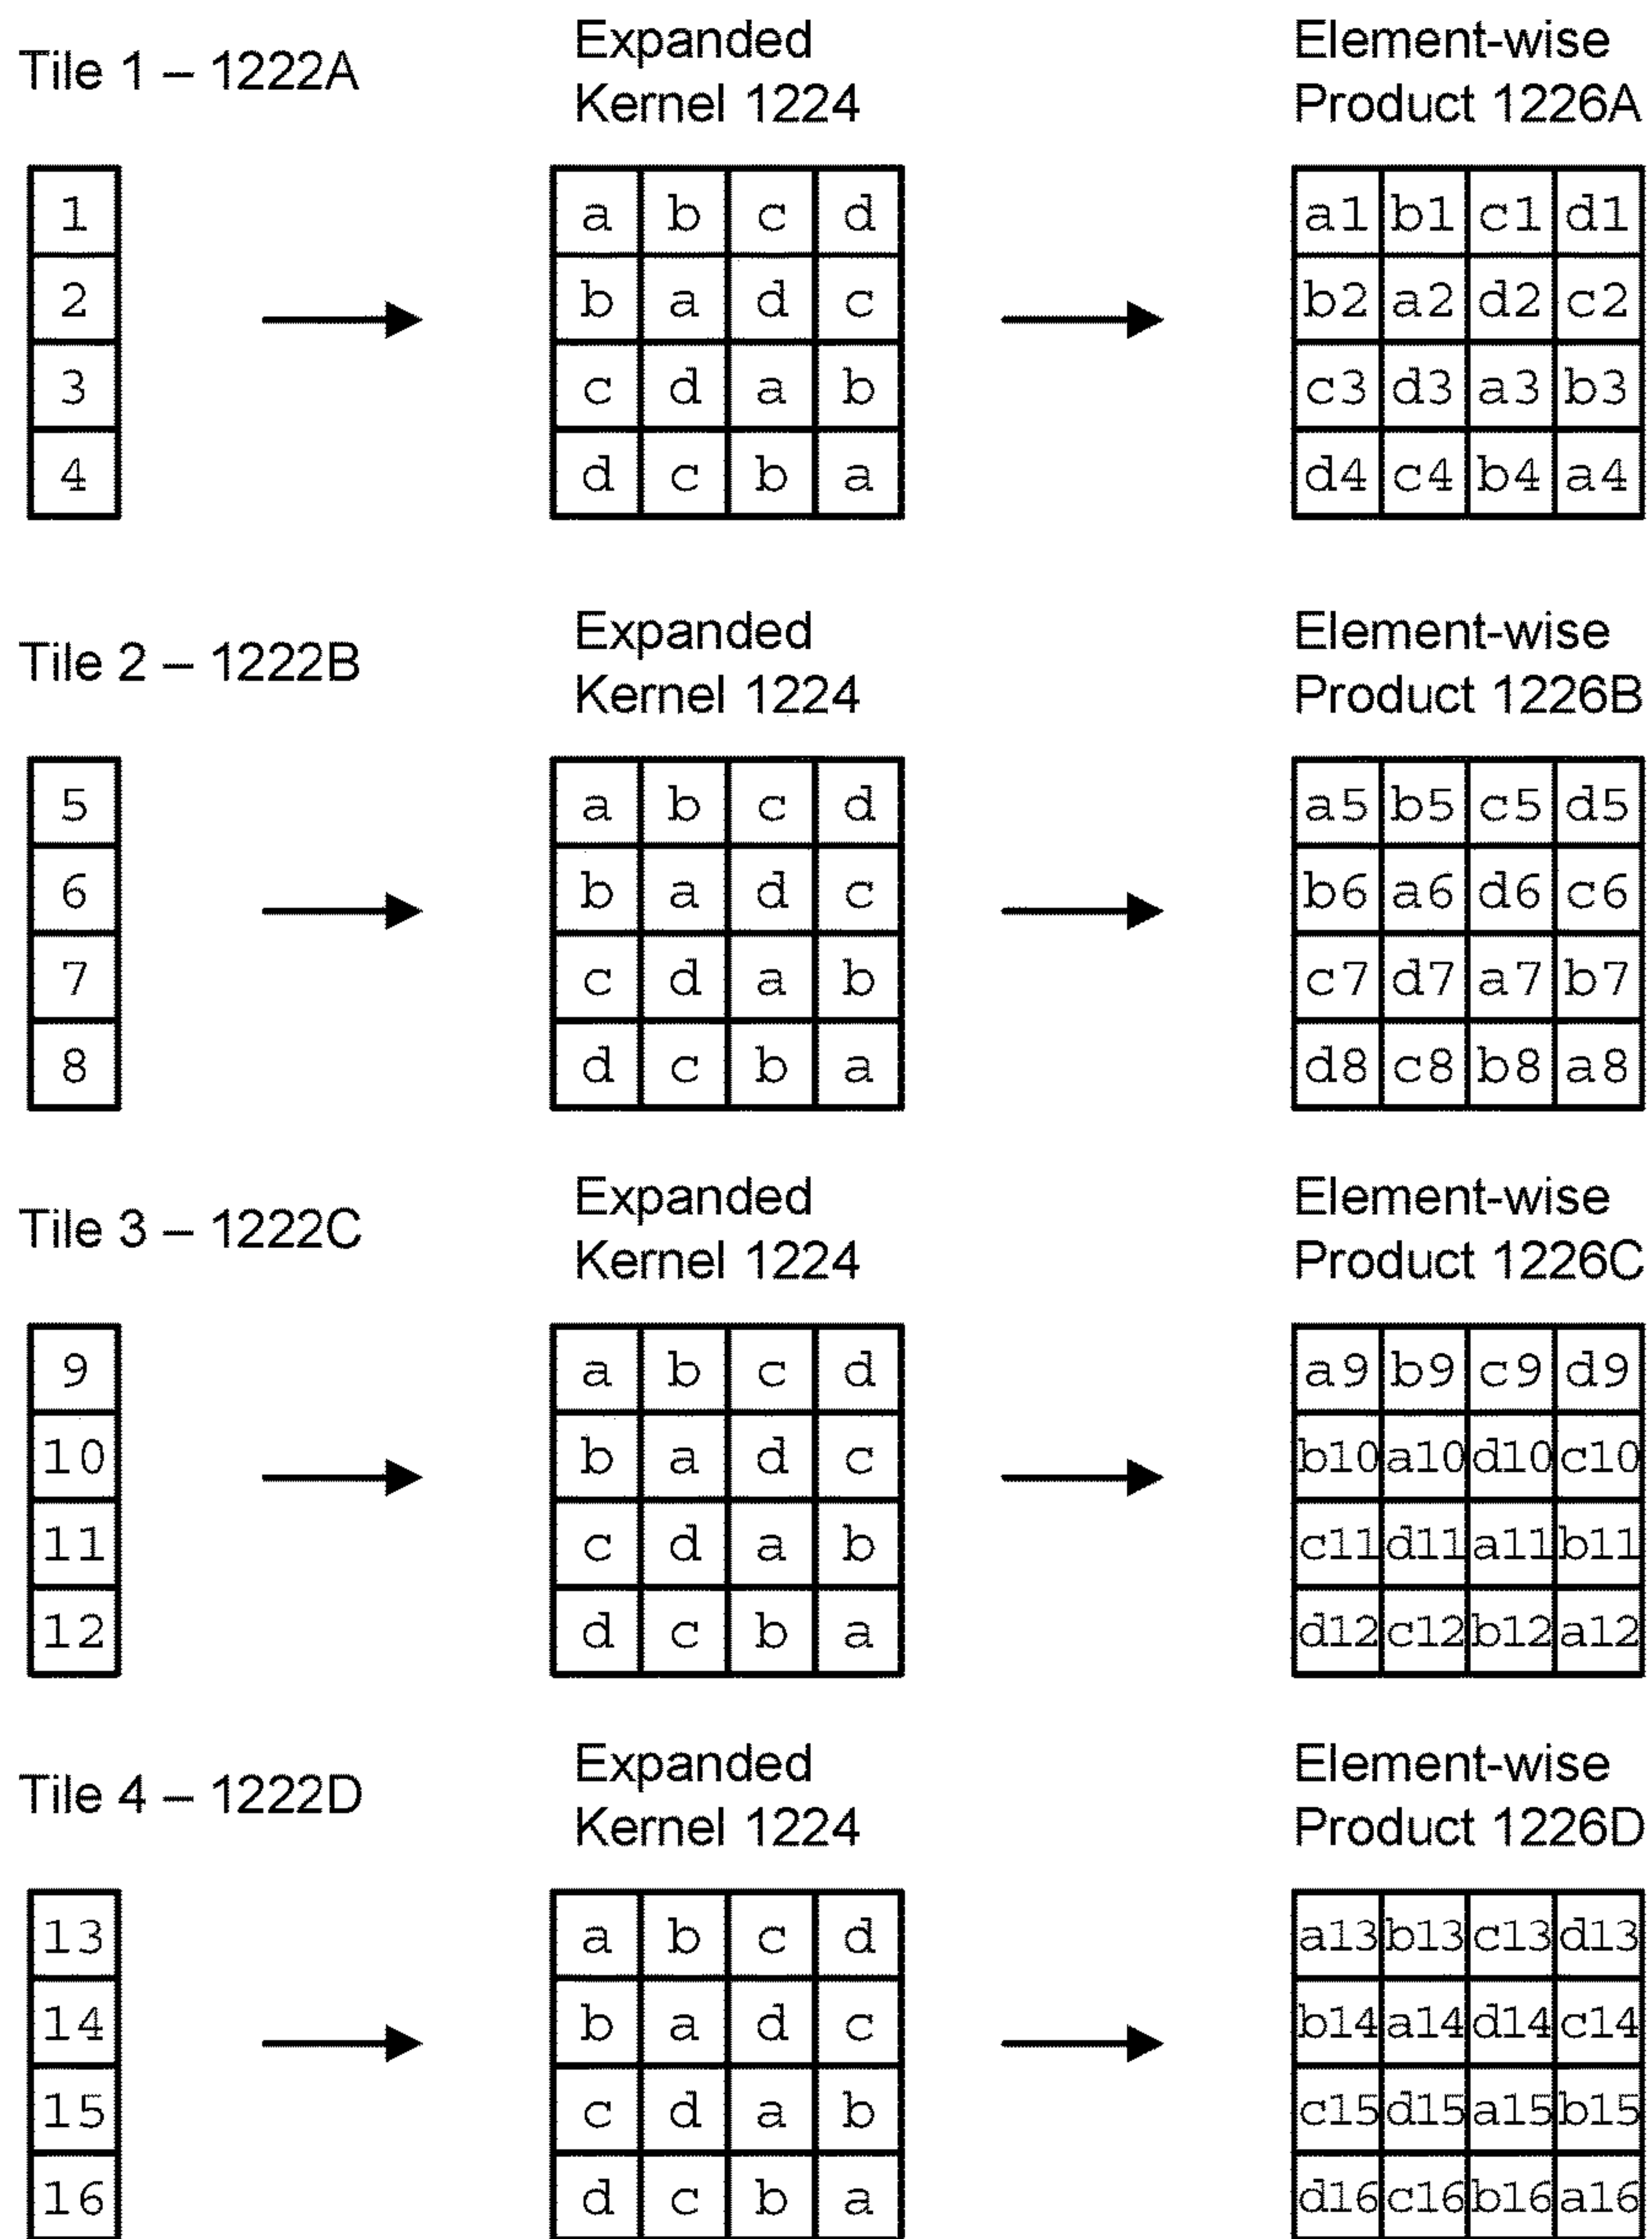 Tile 1 – 1222A
Expanded
Kernel 1224
Element-wise
Product 1226A
1 a b c d a1 b1 c1 d1
2 b a d c b2 a2 d2 c2
3 c d a b c3 d3 a3 b3
4 d c b a d4 c4 b4 a4
Tile 2 – 1222B
Expanded
Kernel 1224
Element-wise
Product 1226B
5 a b c d a5 b5 c5 d5
6 b a d c b6 a6 d6 c6
7 c d a b c7 d7 a7 b7
8 d c b a d8 c8 b8 a8
Tile 3 – 1222C
Expanded
Kernel 1224
Element-wise
Product 1226C
9 a b c d a9 b9 c9 d9
10 b a d c b10 a10 d10 c10
11 c d a b c11 d11 a11 b11
12 d c b a d12 c12 b12 a12
Tile 4 – 1222D
Expanded
Kernel 1224
Element-wise
Product 1226D
13 a b c d a13 b13 c13 d13
14 b a d c b14 a14 d14 c14
15 c d a b c15 d15 a15 b15
16 d c b a d16 c16 b16 a16